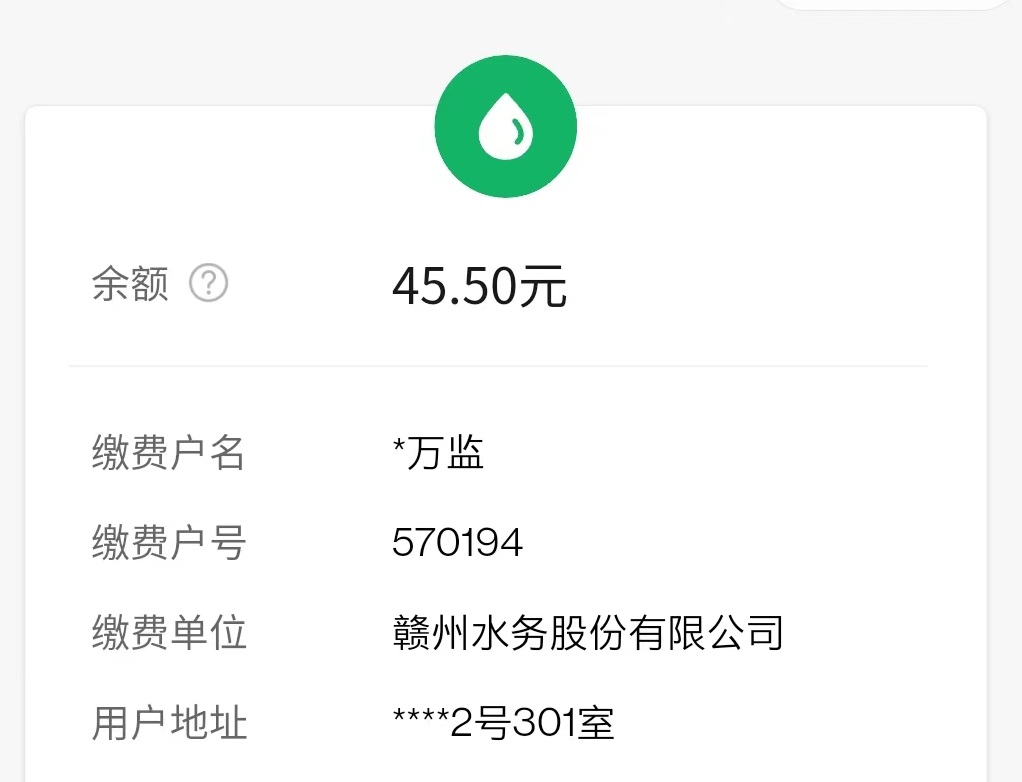 余额 ? 45.50元
缴费户名 *万监
缴费户号 570194
缴费单位 赣州水务股份有限公司
用户地址 ****2号301室